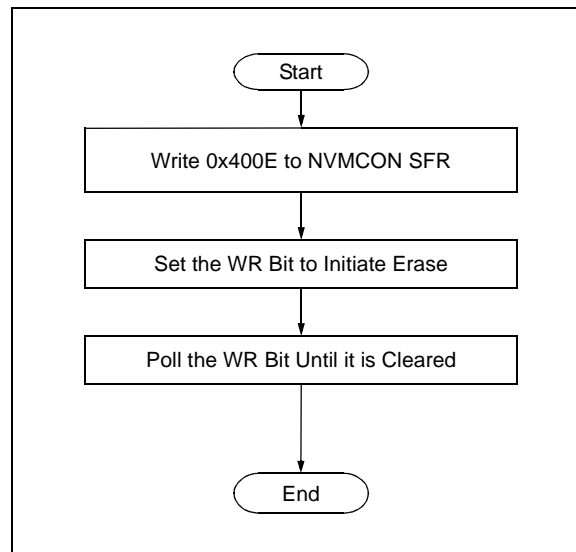 Start
Write 0x400E to NVMCON SFR
Set the WR Bit to Initiate Erase
Poll the WR Bit Until it is Cleared
End